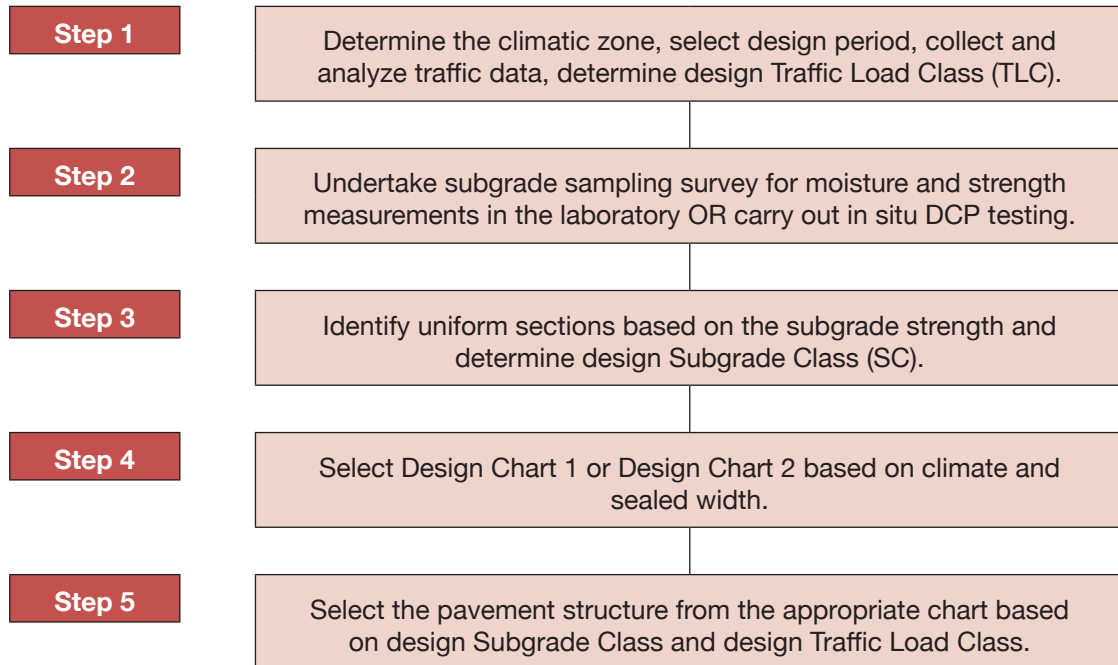 Step 1
Determine the climatic zone, select design period, collect and
analyze traffic data, determine design Traffic Load Class (TLC).
Step 2
Undertake subgrade sampling survey for moisture and strength
measurements in the laboratory OR carry out in situ DCP testing.
Step 3
Identify uniform sections based on the subgrade strength and
determine design Subgrade Class (SC).
Step 4
Select Design Chart 1 or Design Chart 2 based on climate and
sealed width.
Step 5
Select the pavement structure from the appropriate chart based
on design Subgrade Class and design Traffic Load Class.